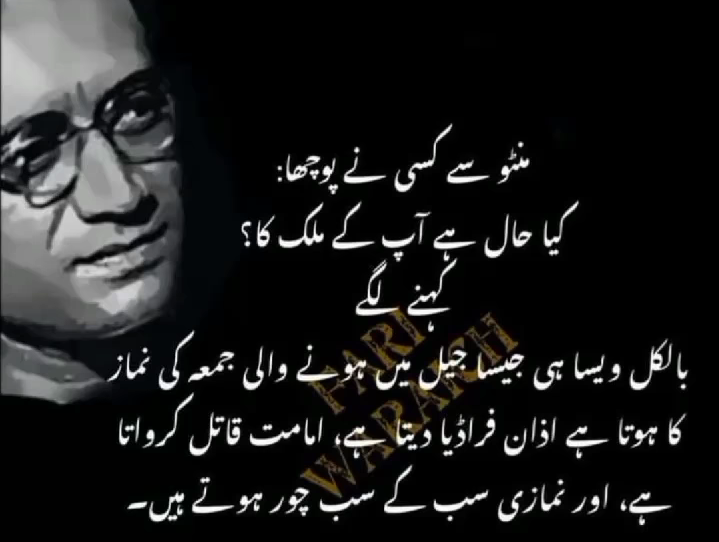 منٹو سے کسی نے پوچھا:
کیا حال ہے آپ کے ملک کا؟
کہنے لگے
بالکل ویسا ہی جیسا جیل میں ہونے والی جمعہ کی نماز
کا ہوتا ہے اذان فراڈیا دیتا ہے، امامت قاتل کرواتا
ہے، اور نمازی سب کے سب چور ہوتے ہیں۔
FARI
WARAICH